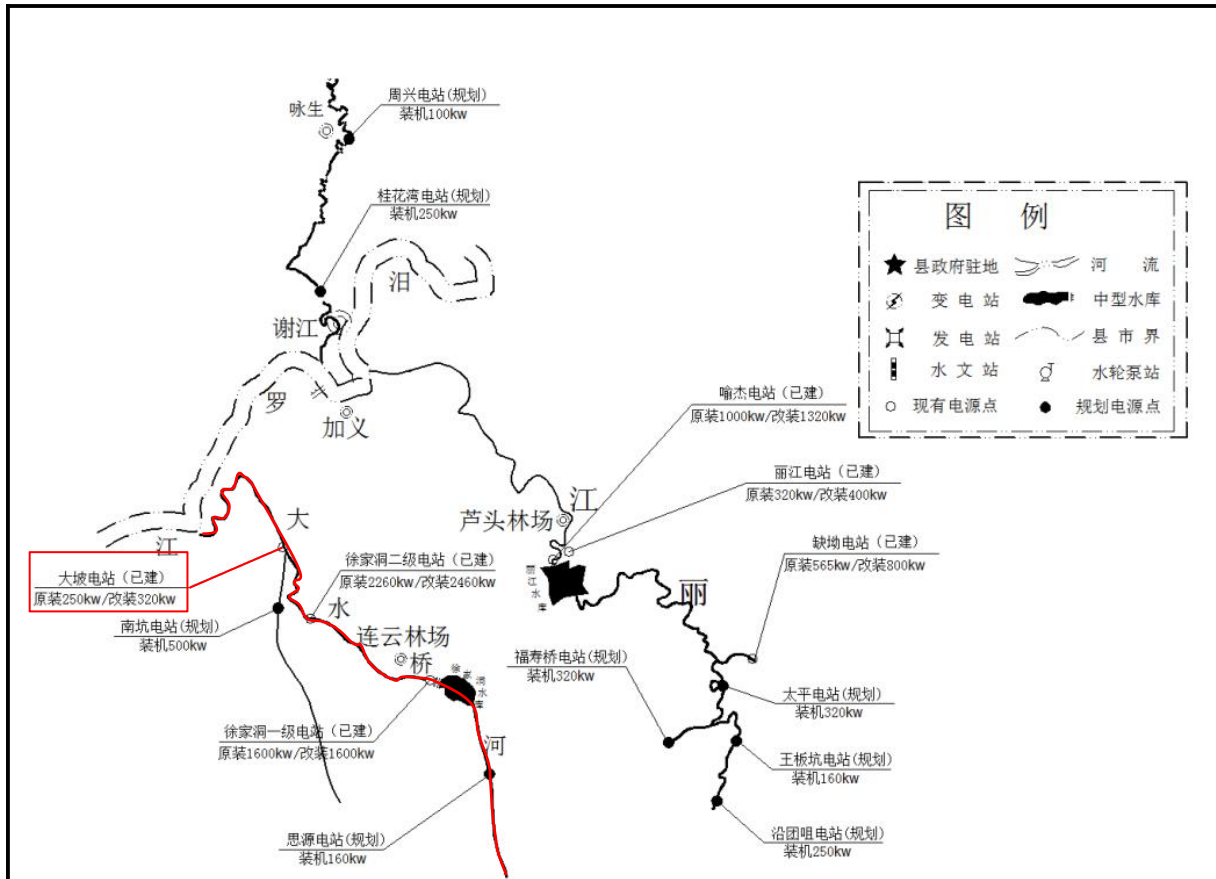 周兴电站(规划)
装机100kw
咏生
桂花湾电站(规划)
装机250kw
汨
谢江
罗
加义
江
图 例
县政府驻地
河 流
变 电 站
中型水库
发 电 站
县 市 界
水 文 站
水轮泵站
现有电源点
规划电源点
喻杰电站（已建）
原装1000kw/改装1320kw
丽江电站（已建）
原装320kw/改装400kw
江
芦头林场
丽江水库
缺坳电站（已建）
原装565kw/改装800kw
丽
大
大坡电站（已建）
原装250kw/改装320kw
徐家洞二级电站（已建）
原装2260kw/改装2460kw
水
南坑电站(规划)
装机500kw
连云林场
桥
徐家洞水库
福寿桥电站(规划)
装机320kw
太平电站(规划)
装机320kw
徐家洞一级电站（已建）
原装1600kw/改装1600kw
河
王板坑电站(规划)
装机160kw
思源电站(规划)
装机160kw
沿团咀电站(规划)
装机250kw